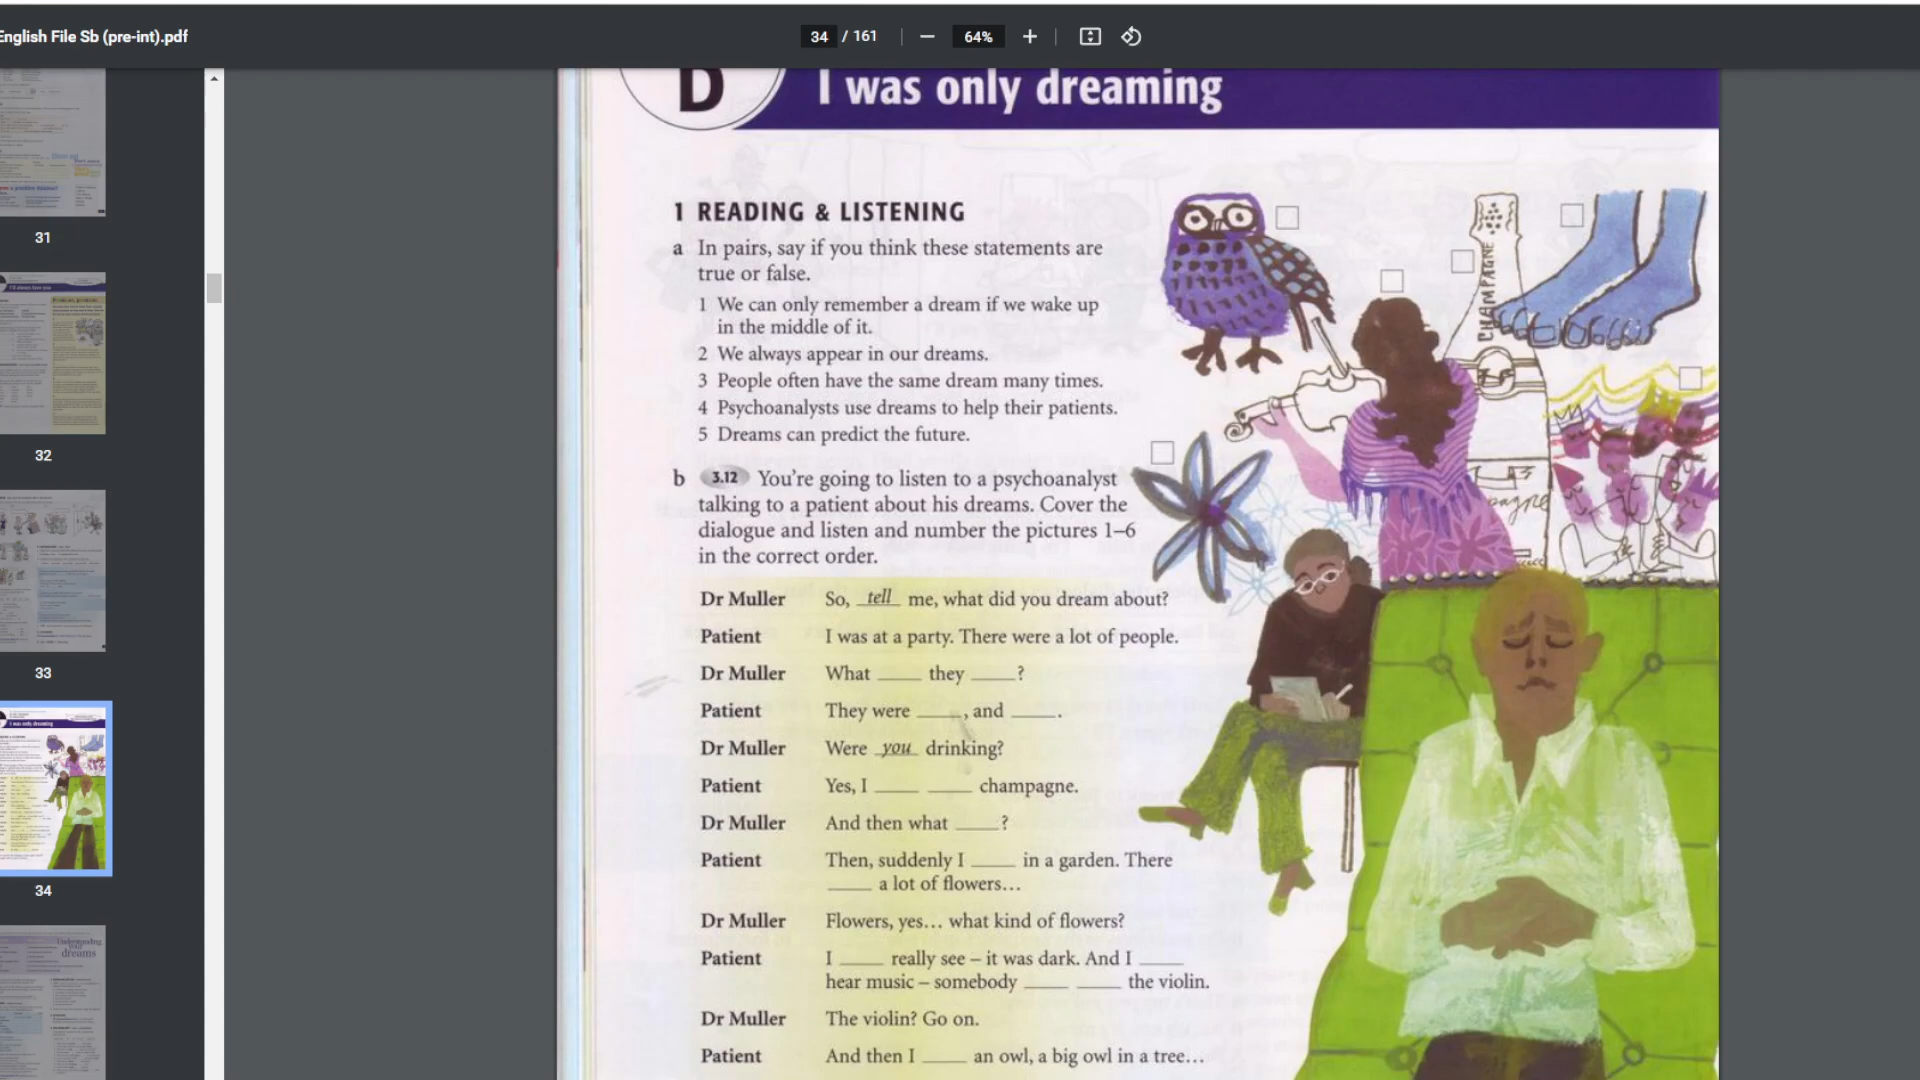 English File Sb (pre-int).pdf
34 / 161
64%
31
32
33
34
Understanding
your
dreams
D
I was only dreaming
1 READING & LISTENING
a In pairs, say if you think these statements are
true or false.
1 We can only remember a dream if we wake up
in the middle of it.
2 We always appear in our dreams.
3 People often have the same dream many times.
4 Psychoanalysts use dreams to help their patients.
5 Dreams can predict the future.
b 3.12 You're going to listen to a psychoanalyst
talking to a patient about his dreams. Cover the
dialogue and listen and number the pictures 1–6
in the correct order.
Dr Muller So, tell me, what did you dream about?
Patient I was at a party. There were a lot of people.
Dr Muller What ____ they ____?
Patient They were ____, and ____.
Dr Muller Were you drinking?
Patient Yes, I ____ ____ champagne.
Dr Muller And then what ____?
Patient Then, suddenly I ____ in a garden. There
____ a lot of flowers…
Dr Muller Flowers, yes… what kind of flowers?
Patient I ____ really see – it was dark. And I ____
hear music – somebody ____ ____ the violin.
Dr Muller The violin? Go on.
Patient And then I ____ an owl, a big owl in a tree…
CHAMPAGNE